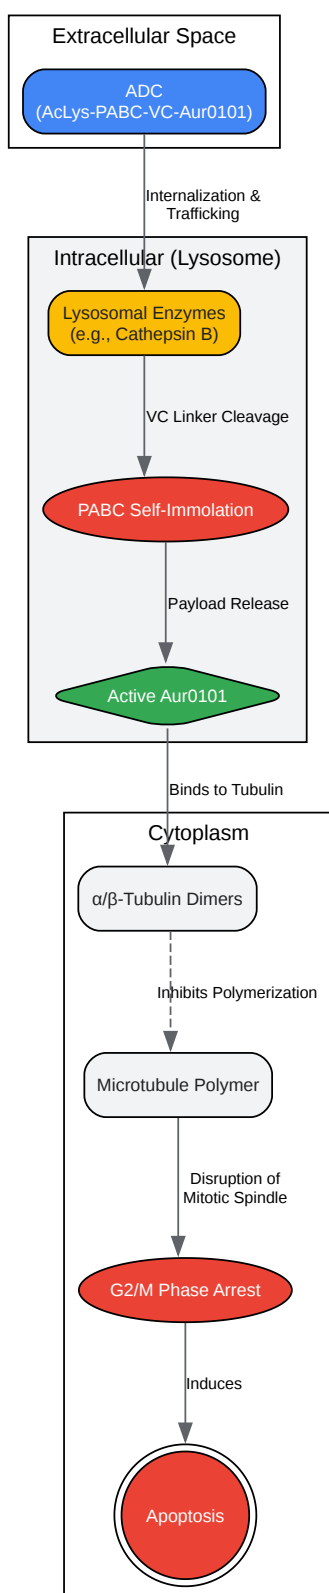 Extracellular Space
ADC
(AcLys-PABC-VC-Aur0101)
Internalization &
Trafficking
Intracellular (Lysosome)
Lysosomal Enzymes
(e.g., Cathepsin B)
VC Linker Cleavage
PABC Self-Immolation
Payload Release
Active Aur0101
Binds to Tubulin
Cytoplasm
α/β-Tubulin Dimers
Inhibits Polymerization
Microtubule Polymer
Disruption of
Mitotic Spindle
G2/M Phase Arrest
Induces
Apoptosis